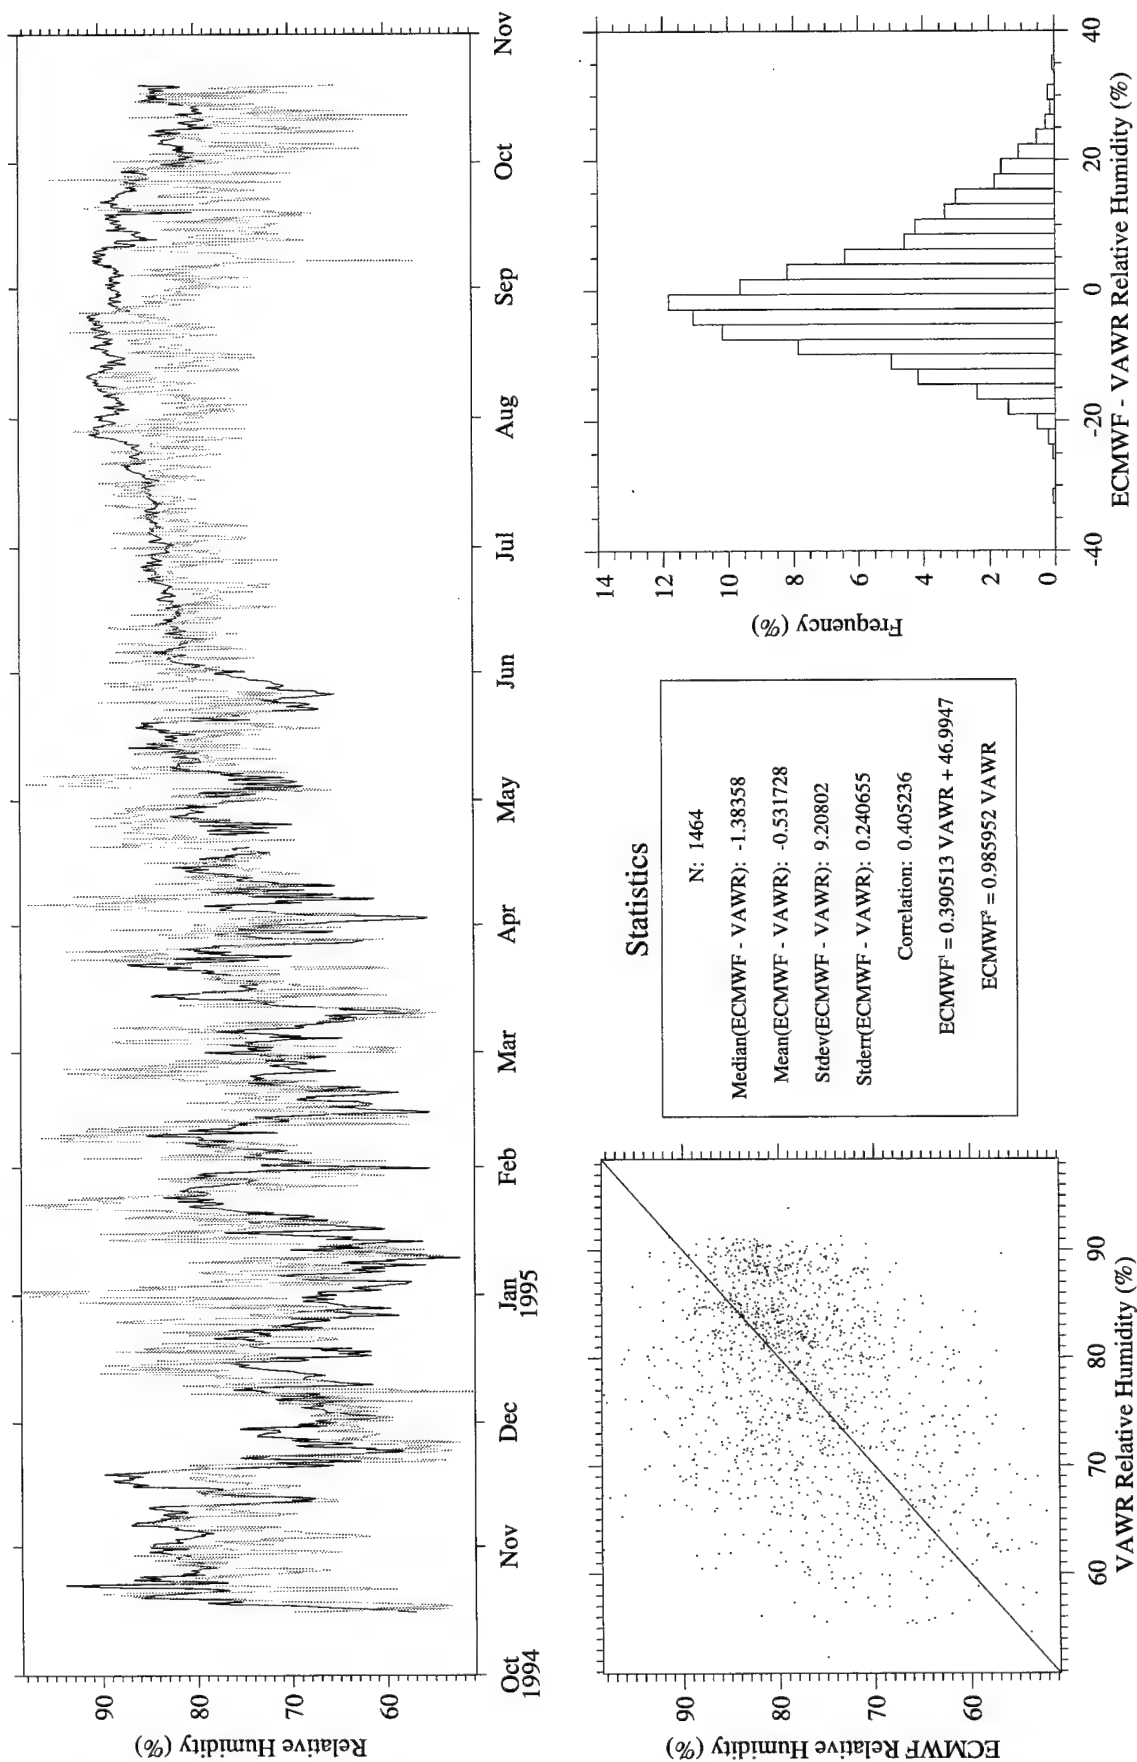 90
80
70
60
Relative Humidity (%)
Oct
1994
Nov
Dec
Jan
1995
Feb
Mar
Apr
May
Jun
Jul
Aug
Sep
Oct
Nov
90
80
70
60
ECMWF Relative Humidity (%)
60
70
80
90
VAWR Relative Humidity (%)
Statistics
N: 1464
Median(ECMWF - VAWR): -1.38358
Mean(ECMWF - VAWR): -0.531728
Stdev(ECMWF - VAWR): 9.20802
Stderr(ECMWF - VAWR): 0.240655
Correlation: 0.405236
ECMWF¹ = 0.390513 VAWR + 46.9947
ECMWF² = 0.985952 VAWR
14
12
10
8
6
4
2
0
Frequency (%)
-40
-20
0
20
40
ECMWF - VAWR Relative Humidity (%)